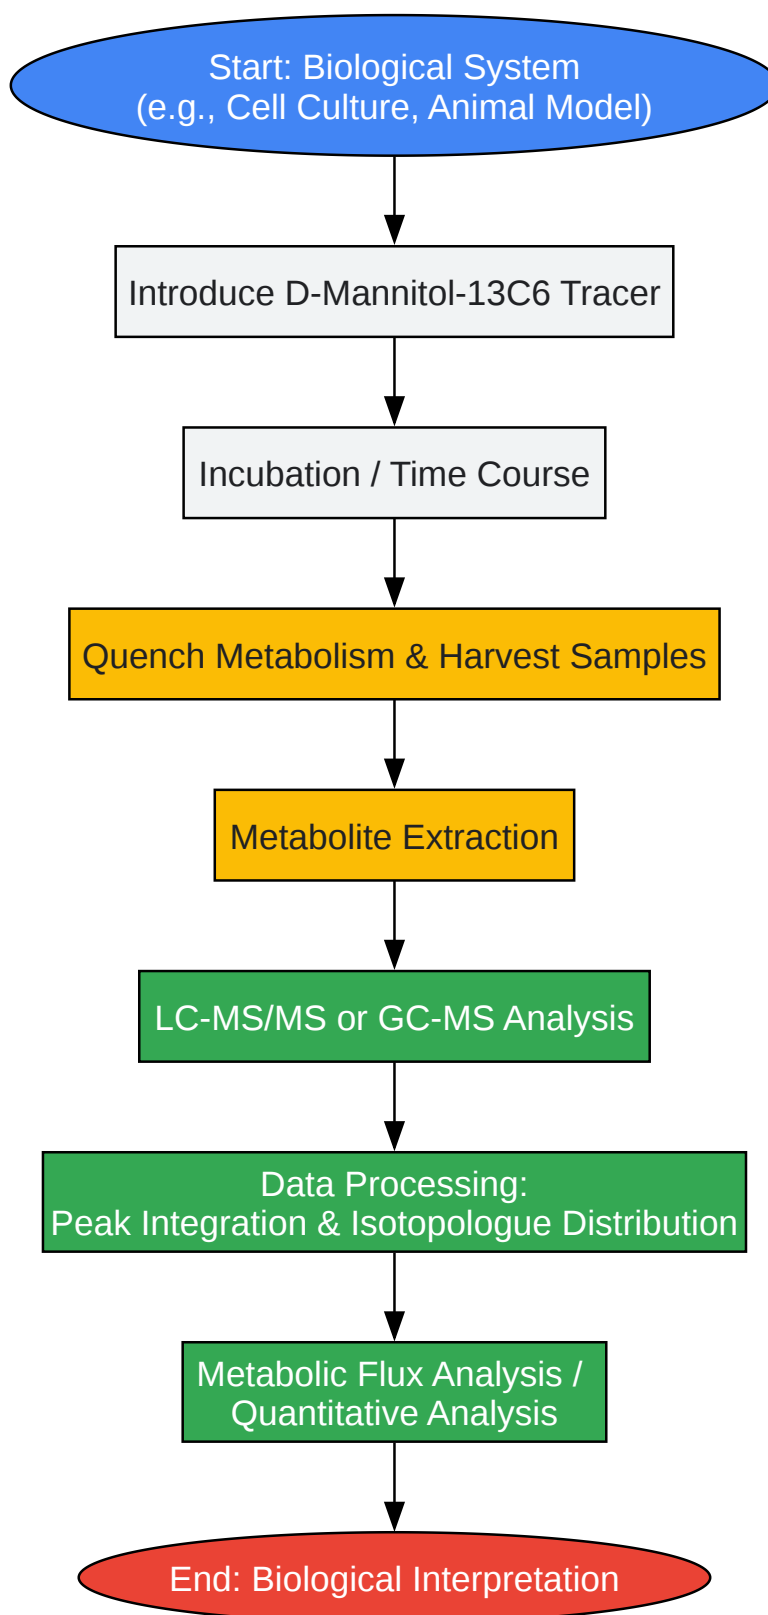 Start: Biological System
(e.g., Cell Culture, Animal Model)
Introduce D-Mannitol-13C6 Tracer
Incubation / Time Course
Quench Metabolism & Harvest Samples
Metabolite Extraction
LC-MS/MS or GC-MS Analysis
Data Processing:
Peak Integration & Isotopologue Distribution
Metabolic Flux Analysis /
Quantitative Analysis
End: Biological Interpretation